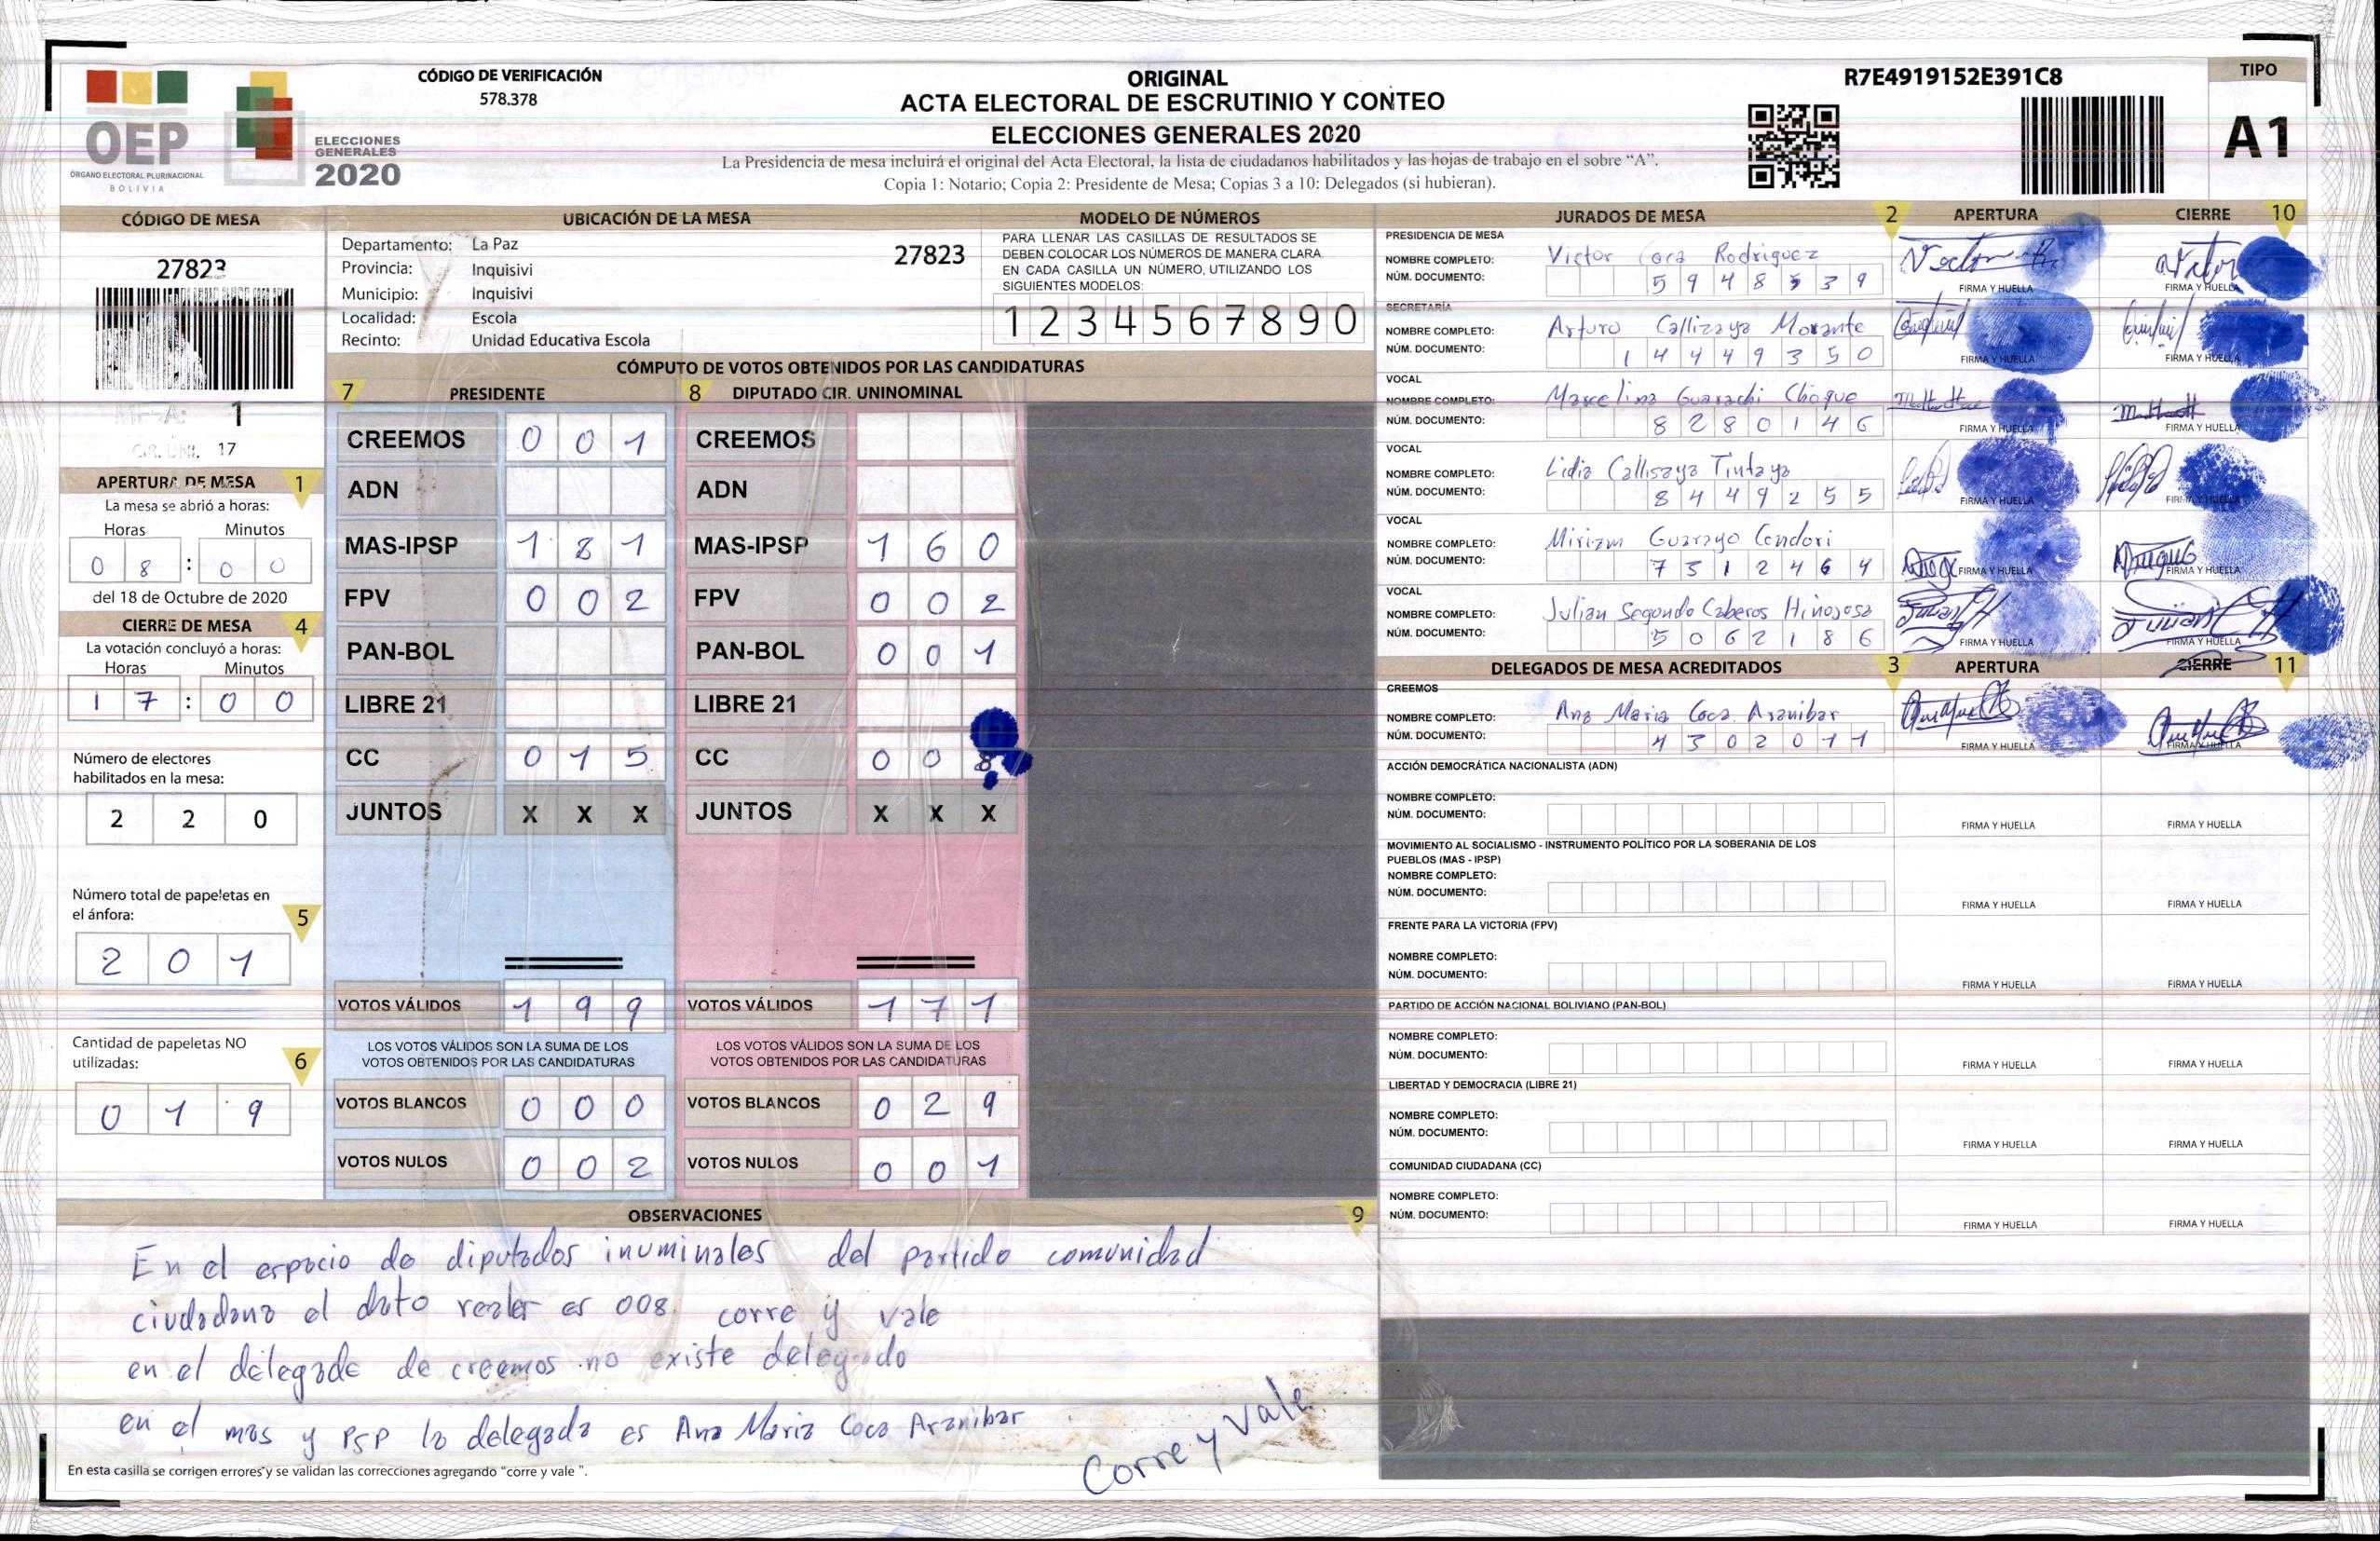 CÓDIGO DE VERIFICACIÓN
578.378
ORIGINAL
ACTA ELECTORAL DE ESCRUTINIO Y CONTEO
ELECCIONES GENERALES 2020
La Presidencia de mesa incluirá el original del Acta Electoral, la lista de ciudadanos habilitados y las hojas de trabajo en el sobre “A”.
Copia 1: Notario; Copia 2: Presidente de Mesa; Copias 3 a 10: Delegados (si hubieran).
R7E4919152E391C8
TIPO
A1
OEP
ÓRGANO ELECTORAL PLURINACIONAL
BOLIVIA
ELECCIONES
GENERALES
2020
CÓDIGO DE MESA
27823
1
CIR. UNI. 17
APERTURA DE MESA 1
La mesa se abrió a horas:
Horas Minutos
0 8 : 0 0
del 18 de Octubre de 2020
CIERRE DE MESA 4
La votación concluyó a horas:
Horas Minutos
1 7 : 0 0
Número de electores
habilitados en la mesa:
2 2 0
Número total de papeletas en
el ánfora: 5
2 0 1
Cantidad de papeletas NO
utilizadas: 6
0 1 9
UBICACIÓN DE LA MESA
Departamento: La Paz
27823
Provincia: Inquisivi
Municipio: Inquisivi
Localidad: Escola
Recinto: Unidad Educativa Escola
MODELO DE NÚMEROS
PARA LLENAR LAS CASILLAS DE RESULTADOS SE
DEBEN COLOCAR LOS NÚMEROS DE MANERA CLARA
EN CADA CASILLA UN NÚMERO, UTILIZANDO LOS
SIGUIENTES MODELOS:
1 2 3 4 5 6 7 8 9 0
CÓMPUTO DE VOTOS OBTENIDOS POR LAS CANDIDATURAS
7 PRESIDENTE
CREEMOS 0 0 1
ADN
MAS-IPSP 1 8 1
FPV 0 0 2
PAN-BOL
LIBRE 21
CC 0 1 5
JUNTOS X X X
VOTOS VÁLIDOS 1 9 9
LOS VOTOS VÁLIDOS SON LA SUMA DE LOS
VOTOS OBTENIDOS POR LAS CANDIDATURAS
VOTOS BLANCOS 0 0 0
VOTOS NULOS 0 0 2
8 DIPUTADO CIR. UNINOMINAL
CREEMOS
ADN
MAS-IPSP 1 6 0
FPV 0 0 2
PAN-BOL 0 0 1
LIBRE 21
CC 0 0 8
JUNTOS X X X
VOTOS VÁLIDOS 1 7 1
LOS VOTOS VÁLIDOS SON LA SUMA DE LOS
VOTOS OBTENIDOS POR LAS CANDIDATURAS
VOTOS BLANCOS 0 2 9
VOTOS NULOS 0 0 1
OBSERVACIONES 9
En el espacio de diputados inuminales del partido comunidad
ciudadana el dato es 008 corre y vale
en el delegade de creemos no existe delegado
en el mas y PSP la delegada es Ana Maria Coca Aranibar
Corre y Vale
En esta casilla se corrigen errores y se validan las correcciones agregando "corre y vale ".
JURADOS DE MESA 2 APERTURA CIERRE 10
PRESIDENCIA DE MESA
NOMBRE COMPLETO: Victor Coca Rodriguez
NÚM. DOCUMENTO: 5 9 4 8 5 3 9
FIRMA Y HUELLA FIRMA Y HUELLA
SECRETARÍA
NOMBRE COMPLETO: Arturo Callizaya Morante
NÚM. DOCUMENTO: 1 4 4 4 9 3 5 0
FIRMA Y HUELLA FIRMA Y HUELLA
VOCAL
NOMBRE COMPLETO: Marcelina Guarachi Choque
NÚM. DOCUMENTO: 8 2 8 0 1 4 6
FIRMA Y HUELLA FIRMA Y HUELLA
VOCAL
NOMBRE COMPLETO: Lidia Callisaya Tintaya
NÚM. DOCUMENTO: 8 4 4 9 2 5 5
FIRMA Y HUELLA FIRMA Y HUELLA
VOCAL
NOMBRE COMPLETO: Miriam Guarayo Condori
NÚM. DOCUMENTO: 7 3 1 2 4 6 4
FIRMA Y HUELLA FIRMA Y HUELLA
VOCAL
NOMBRE COMPLETO: Julian Segundo Caberos Hinojosa
NÚM. DOCUMENTO: 5 0 6 2 1 8 6
FIRMA Y HUELLA FIRMA Y HUELLA
DELEGADOS DE MESA ACREDITADOS 3 APERTURA CIERRE 11
CREEMOS
NOMBRE COMPLETO: Ana Maria Coca Aranibar
NÚM. DOCUMENTO: 4 3 0 2 0 1 1
FIRMA Y HUELLA FIRMA Y HUELLA
ACCIÓN DEMOCRÁTICA NACIONALISTA (ADN)
NOMBRE COMPLETO:
NÚM. DOCUMENTO:
FIRMA Y HUELLA FIRMA Y HUELLA
MOVIMIENTO AL SOCIALISMO - INSTRUMENTO POLÍTICO POR LA SOBERANIA DE LOS
PUEBLOS (MAS - IPSP)
NOMBRE COMPLETO:
NÚM. DOCUMENTO:
FIRMA Y HUELLA FIRMA Y HUELLA
FRENTE PARA LA VICTORIA (FPV)
NOMBRE COMPLETO:
NÚM. DOCUMENTO:
FIRMA Y HUELLA FIRMA Y HUELLA
PARTIDO DE ACCIÓN NACIONAL BOLIVIANO (PAN-BOL)
NOMBRE COMPLETO:
NÚM. DOCUMENTO:
FIRMA Y HUELLA FIRMA Y HUELLA
LIBERTAD Y DEMOCRACIA (LIBRE 21)
NOMBRE COMPLETO:
NÚM. DOCUMENTO:
FIRMA Y HUELLA FIRMA Y HUELLA
COMUNIDAD CIUDADANA (CC)
NOMBRE COMPLETO:
NÚM. DOCUMENTO:
FIRMA Y HUELLA FIRMA Y HUELLA